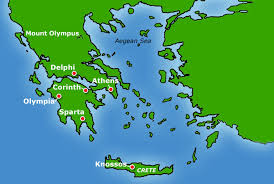 Mount Olympus
Aegean Sea
Delphi
Athens
Corinth
Olympia
Sparta
Knossos
CRETE